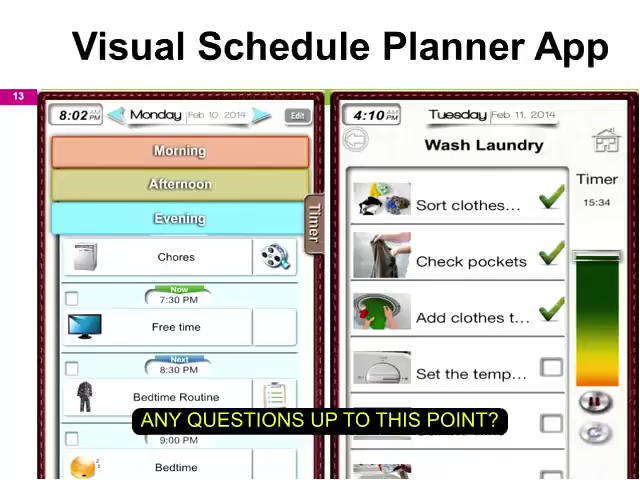 Visual Schedule Planner App
13
8:02 AM PM
Monday Feb 10, 2014
Edit
Morning
Afternoon
Evening
Timer
Chores
Now
7:30 PM
Free time
Next
8:30 PM
Bedtime Routine
9:00 PM
Bedtime
4:10 AM PM
Tuesday Feb 11, 2014
Wash Laundry
Timer
15:34
Sort clothes...
Check pockets
Add clothes t...
Set the temp...
ANY QUESTIONS UP TO THIS POINT?